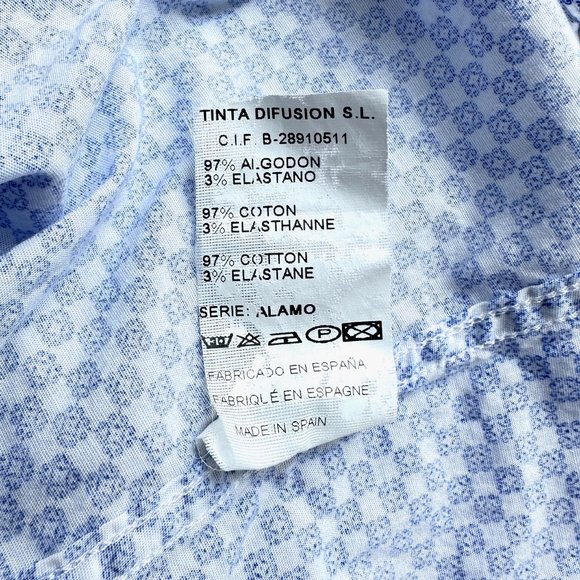 TINTA DIFUSION S.L.
C.I.F. B-28910511
97% ALGODON
3% ELASTANO
97% COTON
3% ELASTHANNE
97% COTTON
3% ELASTANE
SERIE: ALAMO
P
FABRICADO EN ESPAÑA
FABRIQUÉ EN ESPAGNE
MADE IN SPAIN